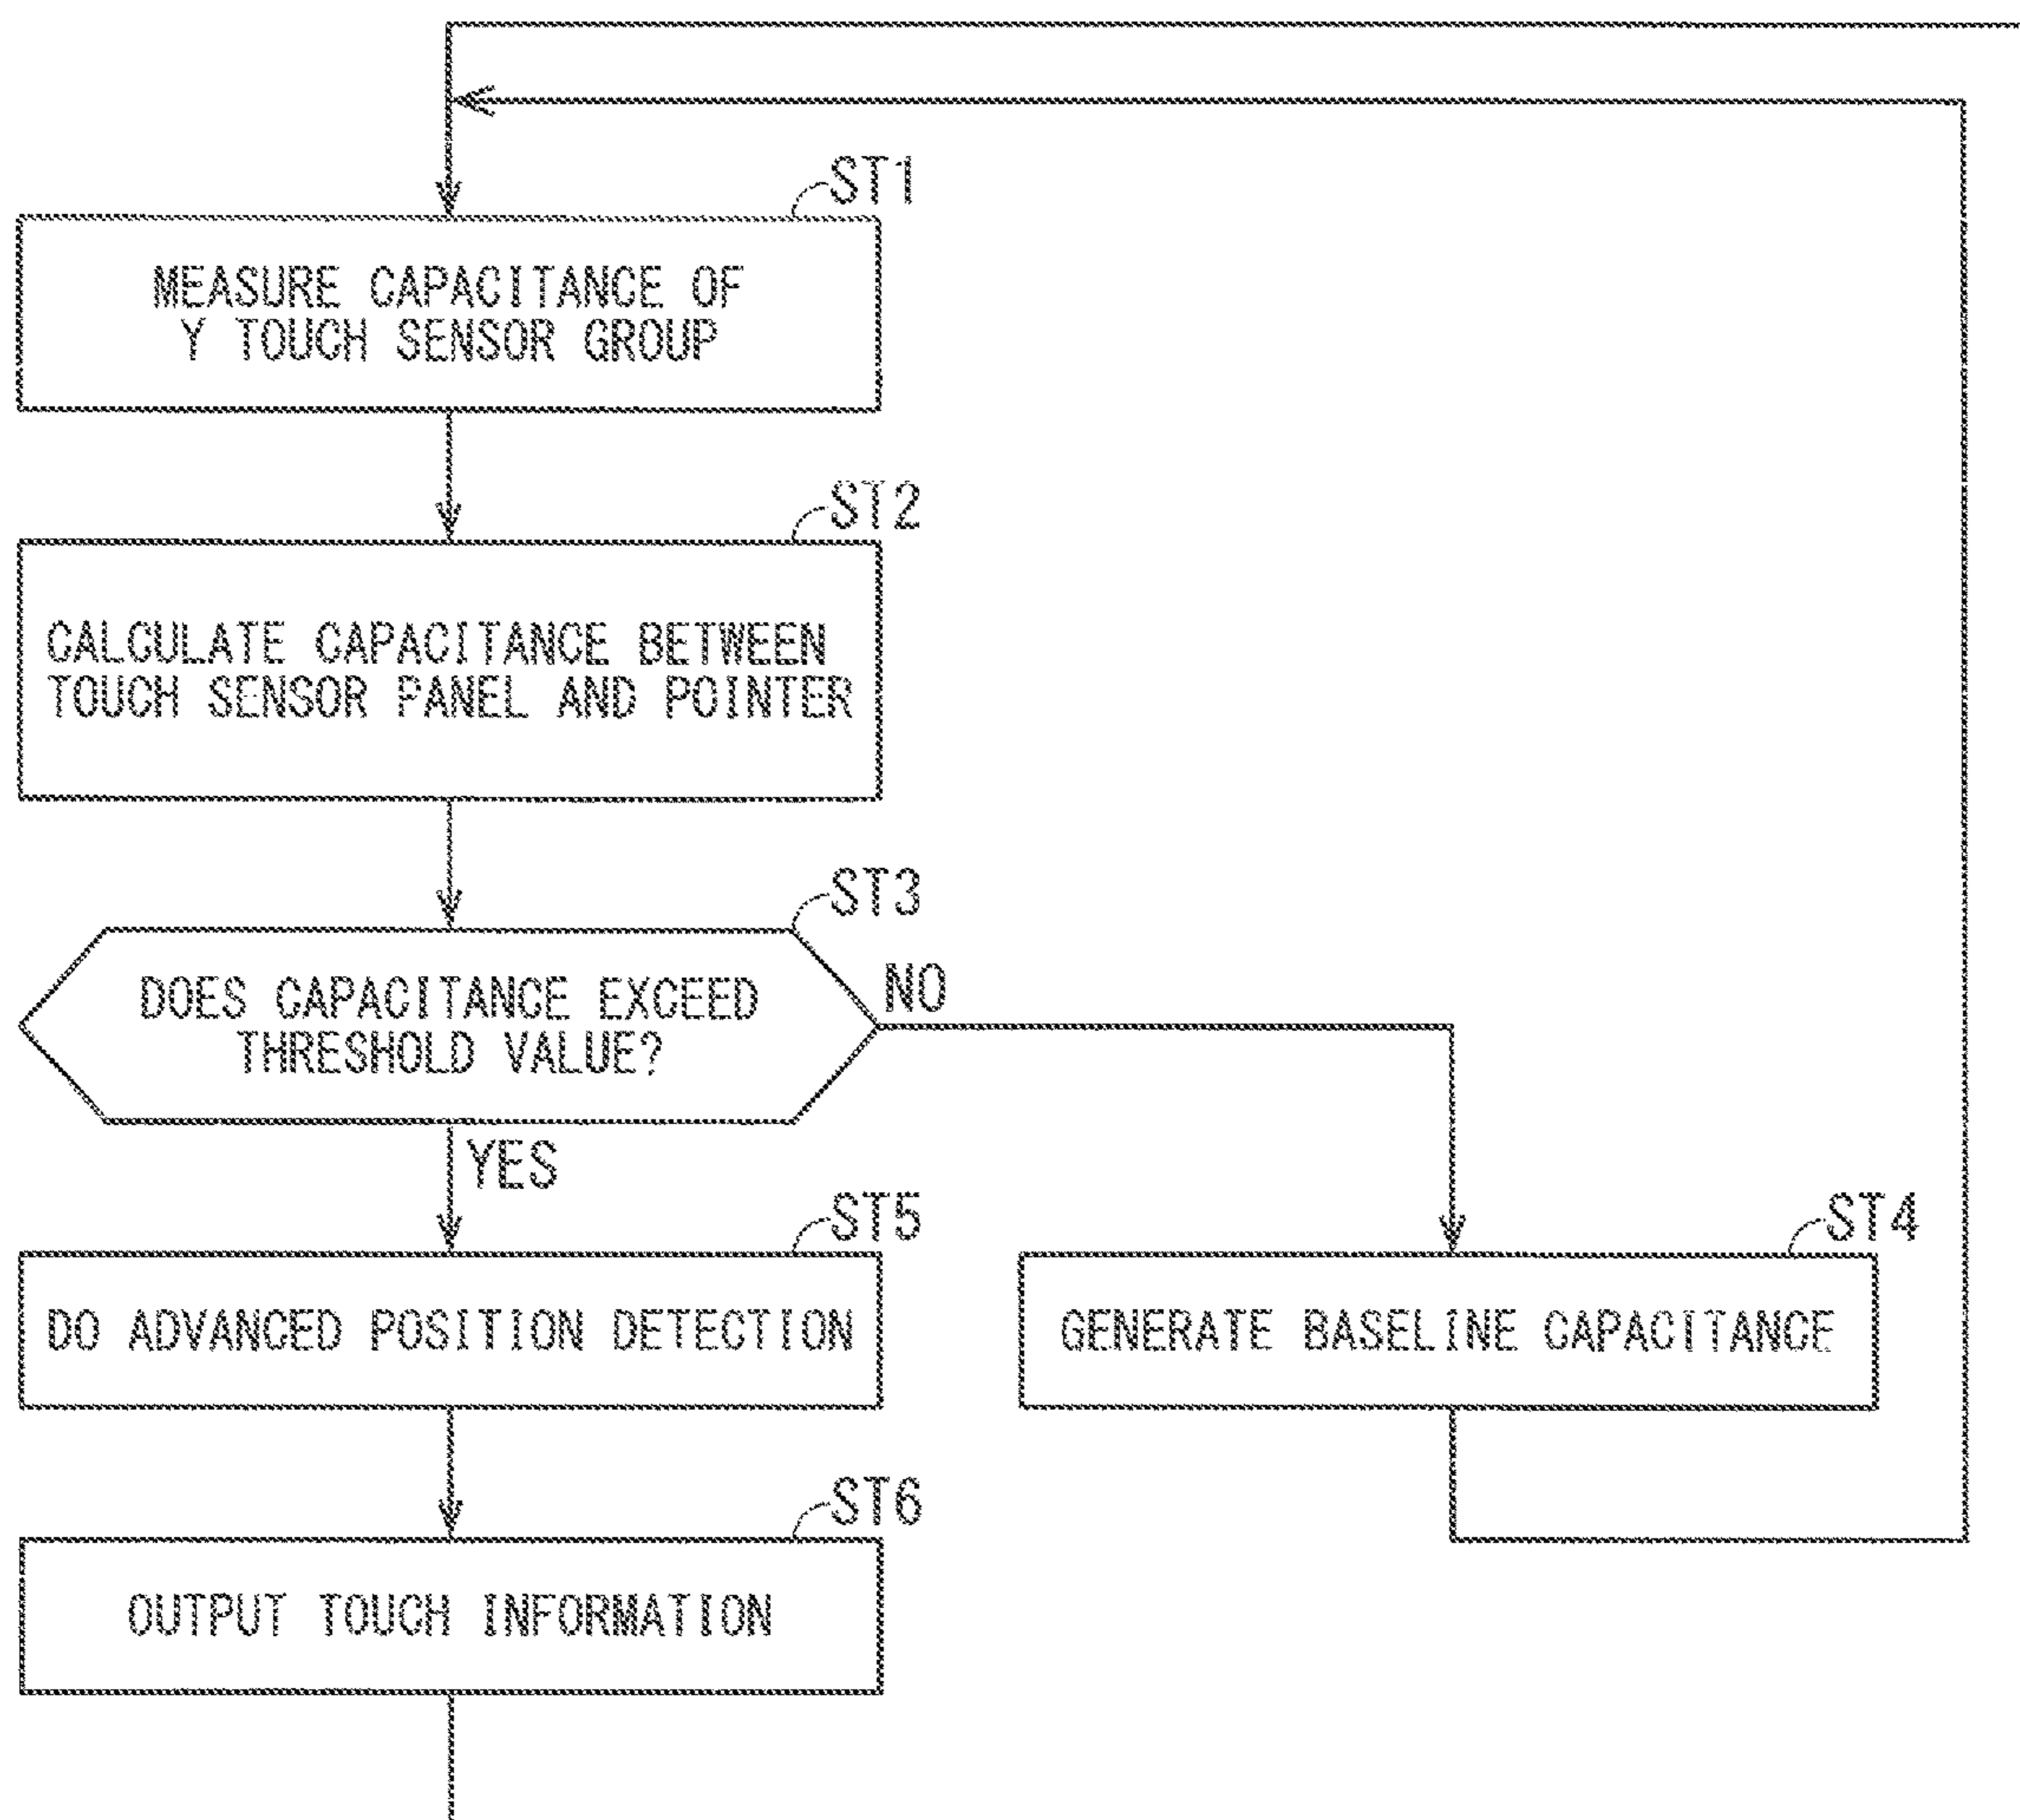 ST1
MEASURE CAPACITANCE OF
Y TOUCH SENSOR GROUP
ST2
CALCULATE CAPACITANCE BETWEEN
TOUCH SENSOR PANEL AND POINTER
ST3
DOES CAPACITANCE EXCEED
THRESHOLD VALUE?
NO
YES
ST5
DO ADVANCED POSITION DETECTION
ST4
GENERATE BASELINE CAPACITANCE
ST6
OUTPUT TOUCH INFORMATION